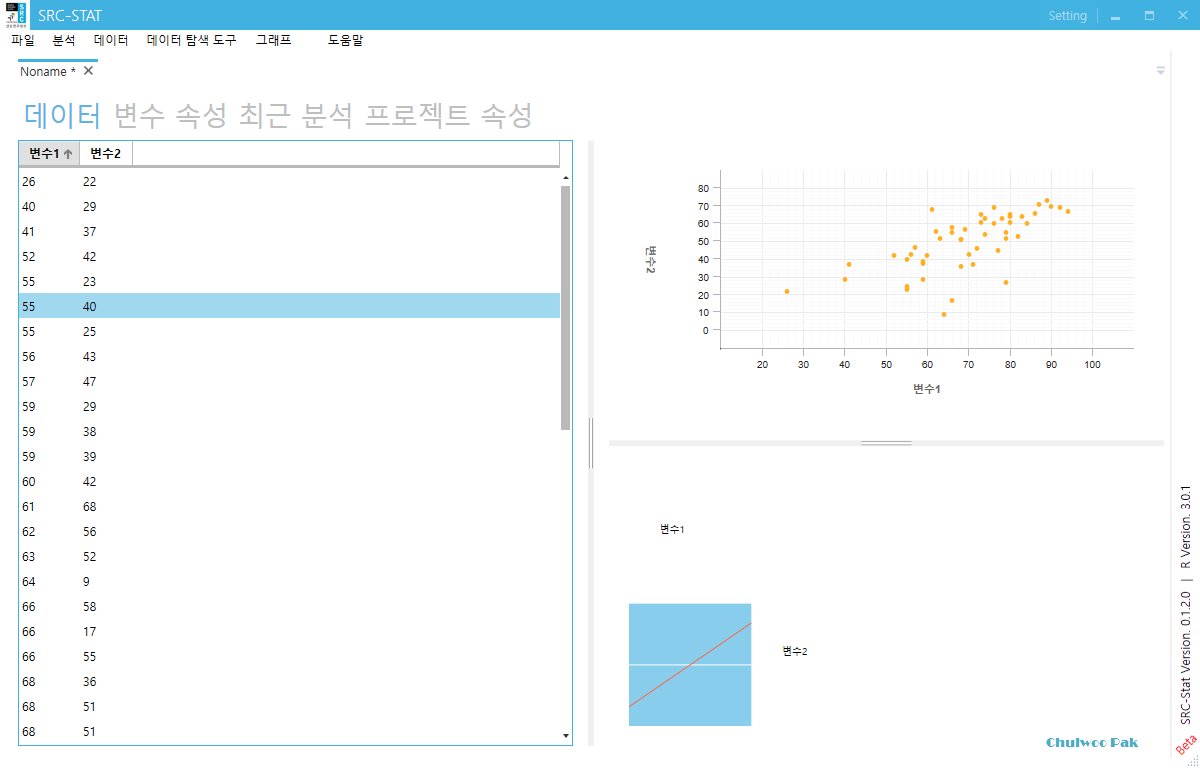 SRC-STAT
Setting
파일 분석 데이터 데이터 탐색 도구 그래프 도움말
Noname *
데이터 변수 속성 최근 분석 프로젝트 속성
변수1 변수2
26 22
40 29
41 37
52 42
55 23
55 40
55 25
56 43
57 47
59 29
59 38
59 39
60 42
61 68
62 56
63 52
64 9
66 58
66 17
66 55
68 36
68 51
68 51
변수2
80
70
60
50
40
30
20
10
0
20 30 40 50 60 70 80 90 100
변수1
변수1
변수2
Chulwoo Pak
SRC-Stat Version. 0.1.2.0 | R Version. 3.0.1
Beta